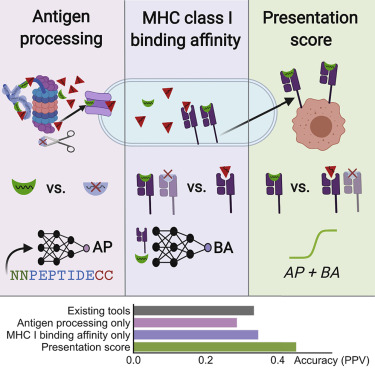 Antigen
processing
MHC class I
binding affinity
Presentation
score
vs.
vs.
vs.
AP
NNPEPTIDECC
BA
AP + BA
Existing tools
Antigen processing only
MHC I binding affinity only
Presentation score
0.0 0.2 0.4 Accuracy (PPV)